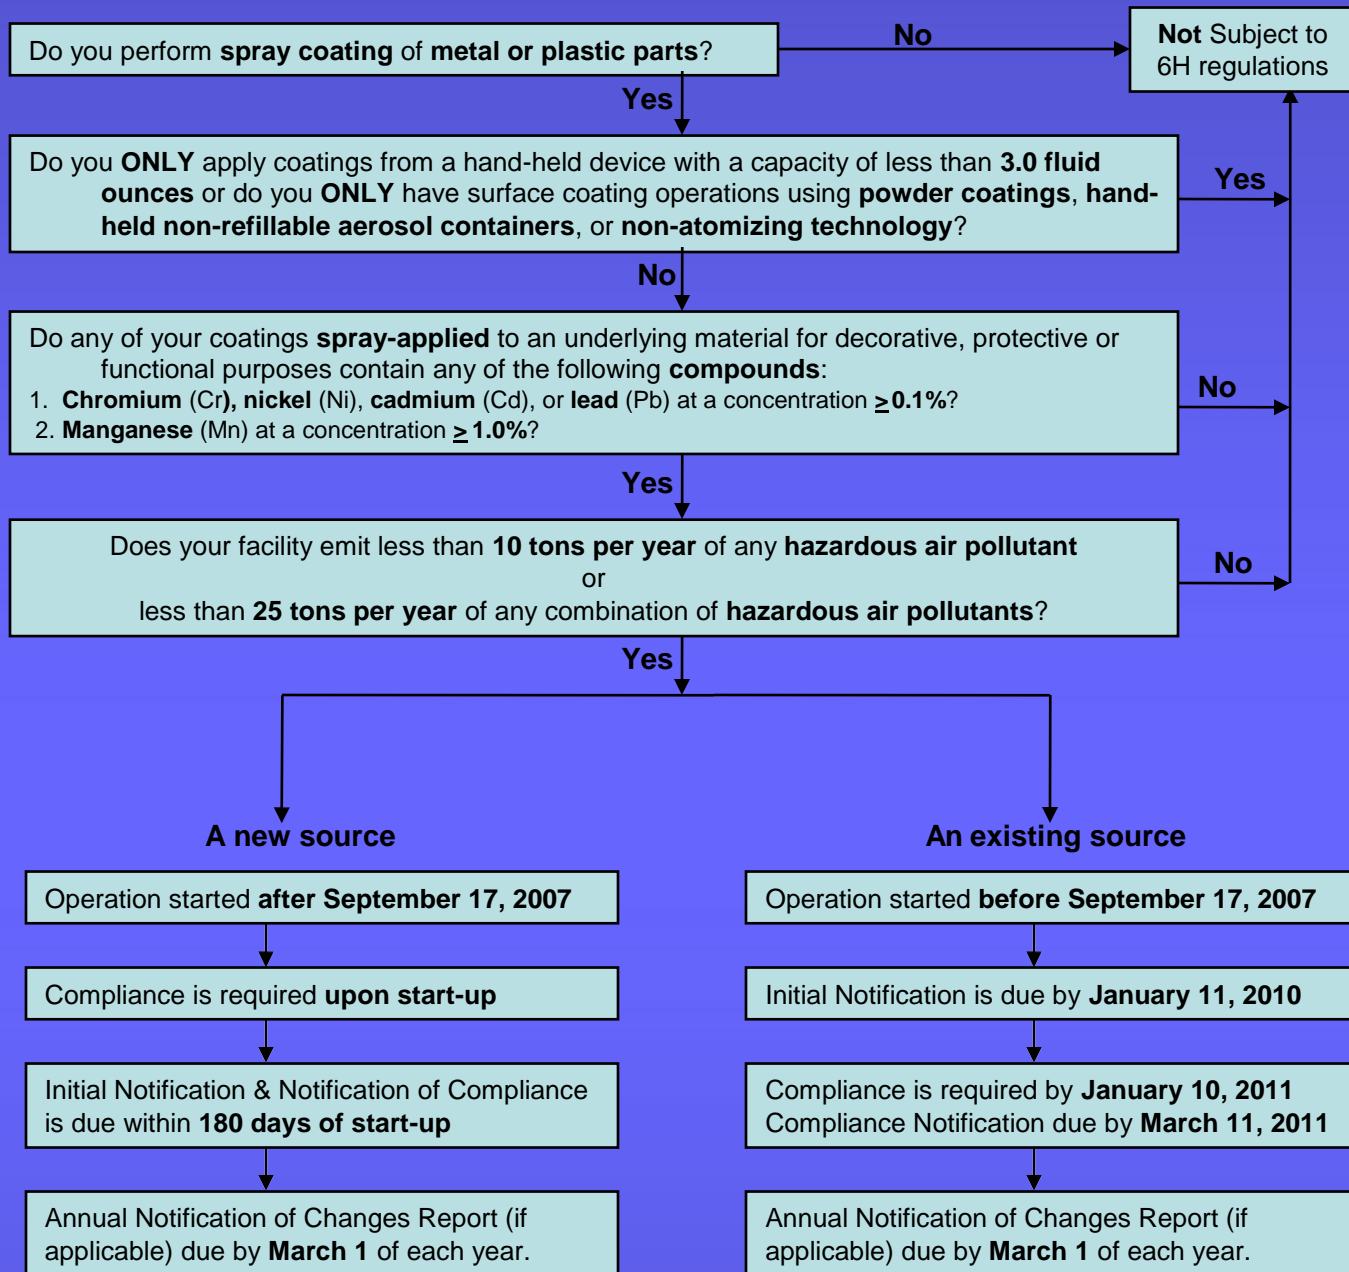 Do you perform spray coating of metal or plastic parts?
No
Not Subject to
6H regulations
Yes
Do you ONLY apply coatings from a hand-held device with a capacity of less than 3.0 fluid
ounces or do you ONLY have surface coating operations using powder coatings, hand-
held non-refillable aerosol containers, or non-atomizing technology?
Yes
No
Do any of your coatings spray-applied to an underlying material for decorative, protective or
functional purposes contain any of the following compounds:
1. Chromium (Cr), nickel (Ni), cadmium (Cd), or lead (Pb) at a concentration ≥ 0.1%?
2. Manganese (Mn) at a concentration ≥ 1.0%?
No
Yes
Does your facility emit less than 10 tons per year of any hazardous air pollutant
or
less than 25 tons per year of any combination of hazardous air pollutants?
No
Yes
A new source
Operation started after September 17, 2007
Compliance is required upon start-up
Initial Notification & Notification of Compliance
is due within 180 days of start-up
Annual Notification of Changes Report (if
applicable) due by March 1 of each year.
An existing source
Operation started before September 17, 2007
Initial Notification is due by January 11, 2010
Compliance is required by January 10, 2011
Compliance Notification due by March 11, 2011
Annual Notification of Changes Report (if
applicable) due by March 1 of each year.